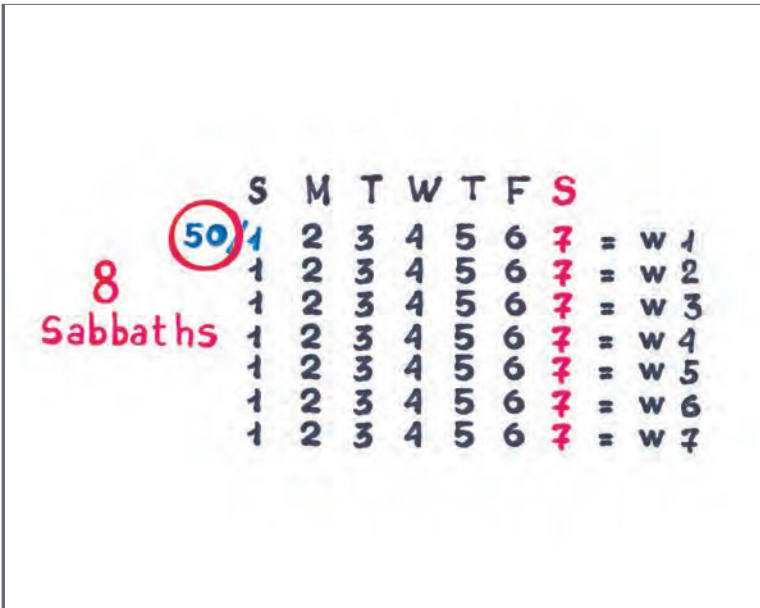 S M T W T F S
50/1 2 3 4 5 6 7 = W 1
1 2 3 4 5 6 7 = W 2
1 2 3 4 5 6 7 = W 3
1 2 3 4 5 6 7 = W 4
1 2 3 4 5 6 7 = W 5
1 2 3 4 5 6 7 = W 6
1 2 3 4 5 6 7 = W 7
8
Sabbaths